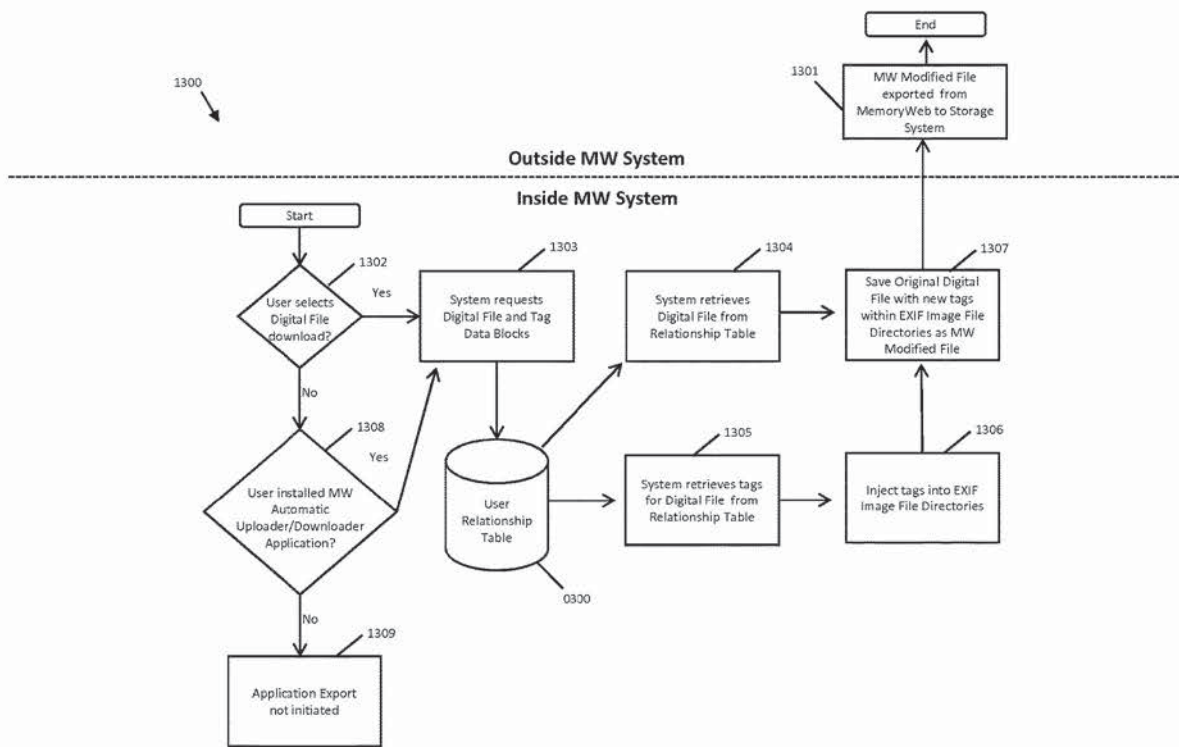 End
1301
MW Modified File
exported from
MemoryWeb to Storage
System
1300
Outside MW System
Inside MW System
Start
1302
User selects
Digital File
download?
Yes
1303
System requests
Digital File and Tag
Data Blocks
1304
System retrieves
Digital File from
Relationship Table
1307
Save Original Digital
File with new tags
within EXIF Image File
Directories as MW
Modified File
No
1308
Yes
User installed MW
Automatic
Uploader/Downloader
Application?
User
Relationship
Table
0300
1305
System retrieves tags
for Digital File from
Relationship Table
1306
Inject tags into EXIF
Image File Directories
No
1309
Application Export
not initiated